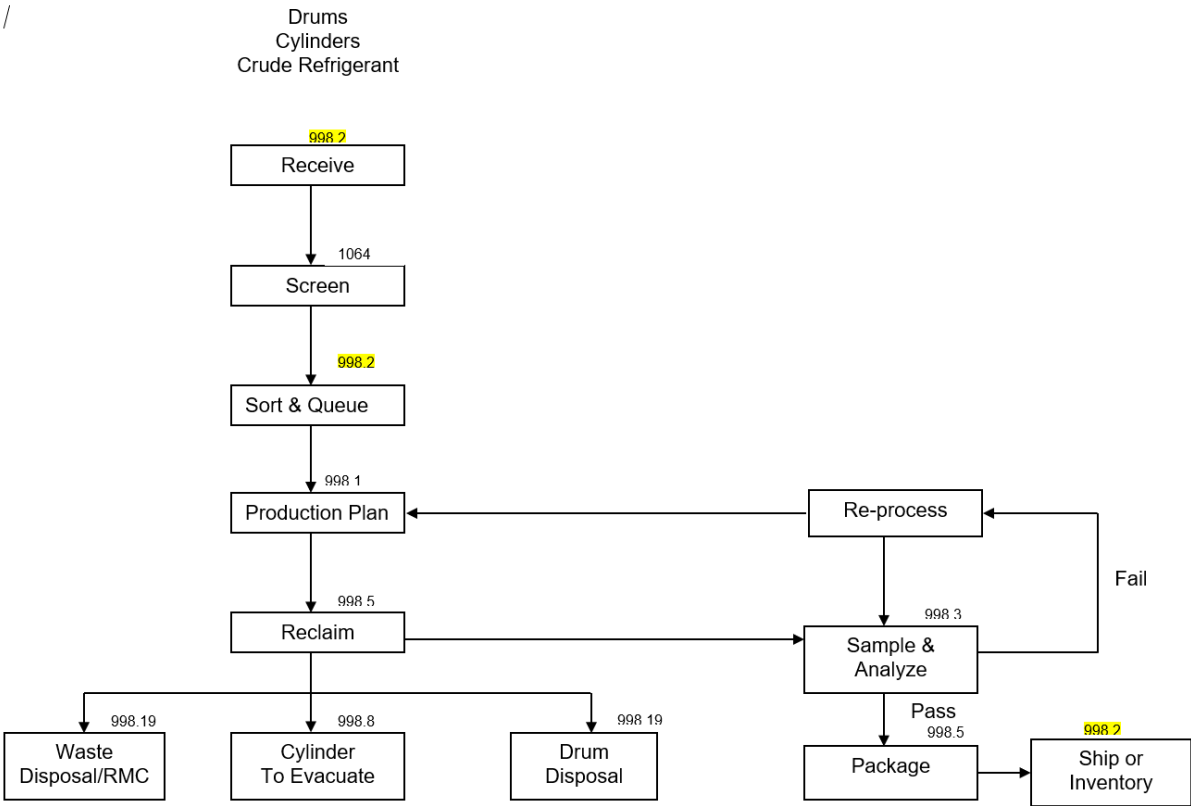 /
Drums
Cylinders
Crude Refrigerant
998.2
Receive
1064
Screen
998.2
Sort & Queue
998.1
Production Plan
Re-process
Fail
998.5
Reclaim
998.3
Sample &
Analyze
Pass
998.19
Waste
Disposal/RMC
998.8
Cylinder
To Evacuate
998.19
Drum
Disposal
998.5
Package
998.2
Ship or
Inventory